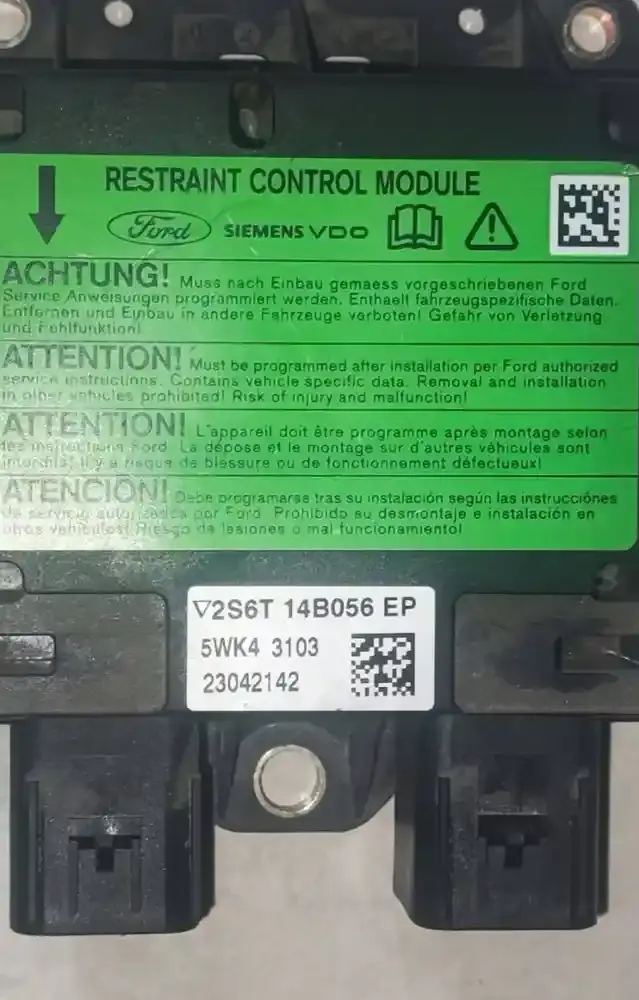 RESTRAINT CONTROL MODULE
Ford SIEMENS VDO
ACHTUNG! Muss nach Einbau gemaess vorgeschriebenen Ford
Service Anweisungen programmiert werden. Enthaelt fahrzeugspezifische Daten.
Entfernen und Einbau in andere Fahrzeuge verboten! Gefahr von Verletzung
und Fehlfunktion!
ATTENTION! Must be programmed after installation per Ford authorized
service instructions. Contains vehicle specific data. Removal and installation
in other vehicles prohibited! Risk of injury and malfunction!
ATTENTION! L'appareil doit être programme après montage selon
les instructions Ford. La dépose et le montage sur d'autres véhicules sont
interdits! Il y a risque de blessure ou de fonctionnement défectueux!
ATENCIÓN! Debe programarse tras su instalación según las instrucciónes
de servicio autorizadas por Ford. Prohibido su desmontaje e instalación en
otros vehículos! Riesgo de lesiones o mal funcionamiento!
▽2S6T 14B056 EP
5WK4 3103
23042142